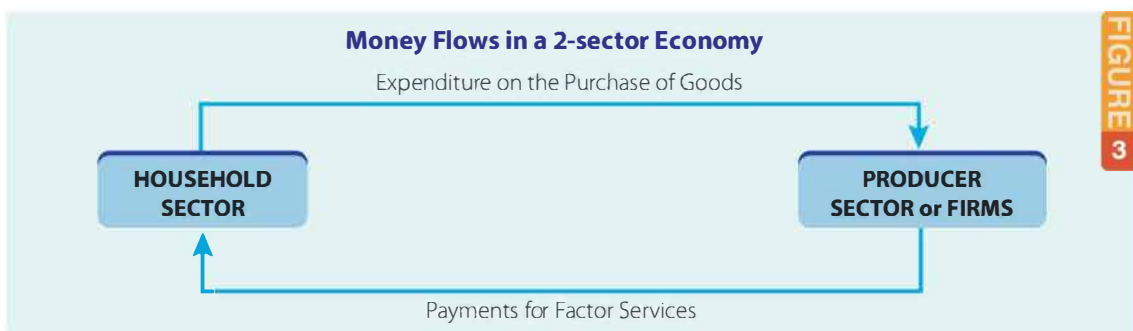 Money Flows in a 2-sector Economy
Expenditure on the Purchase of Goods
HOUSEHOLD
SECTOR
PRODUCER
SECTOR or FIRMS
Payments for Factor Services
FIGURE
3